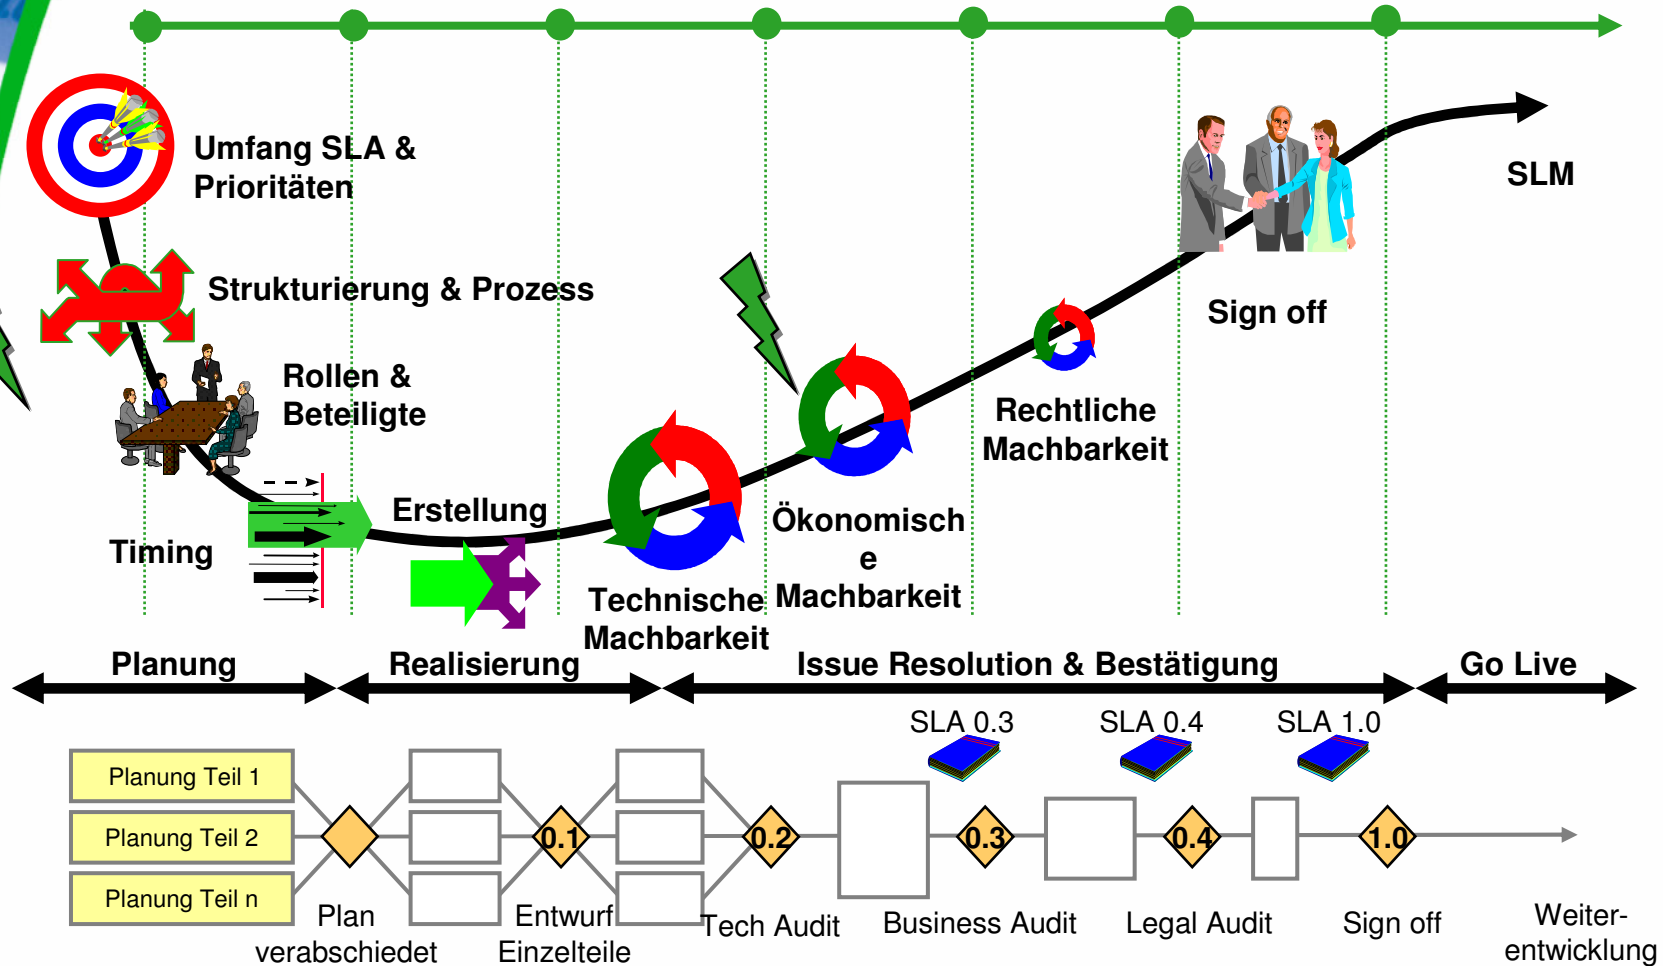 Umfang SLA &
Prioritäten
SLM
Strukturierung & Prozess
Sign off
Rollen &
Beteiligte
Rechtliche
Machbarkeit
Erstellung
Ökonomisch
e
Machbarkeit
Timing
Technische
Machbarkeit
Planung
Realisierung
Issue Resolution & Bestätigung
Go Live
SLA 0.3
SLA 0.4
SLA 1.0
Planung Teil 1
Planung Teil 2
Planung Teil n
0.1
0.2
0.3
0.4
1.0
Plan
verabschiedet
Entwurf
Einzelteile
Tech Audit
Business Audit
Legal Audit
Sign off
Weiter-
entwicklung